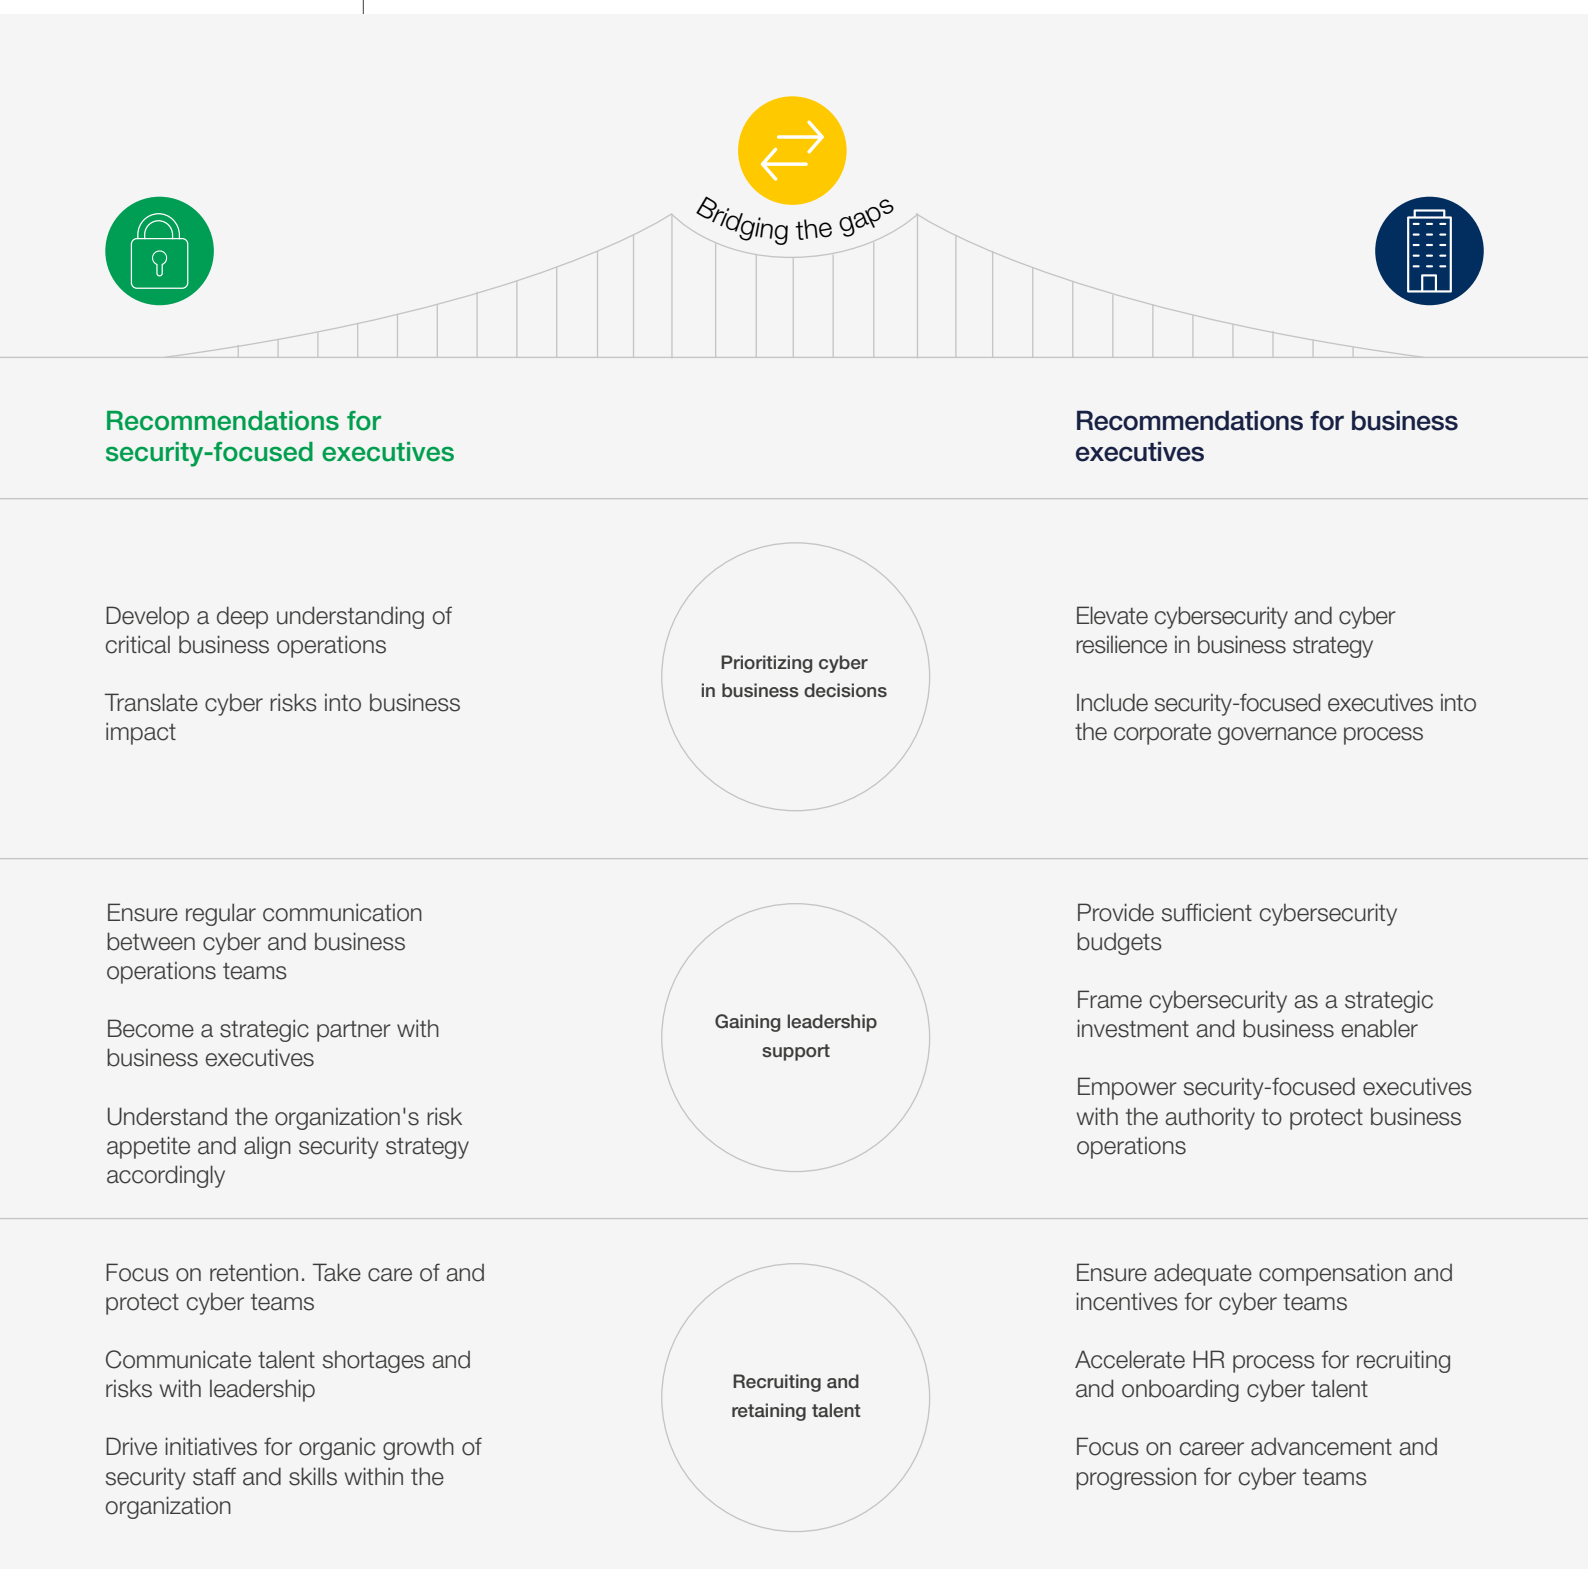 Bridging the gaps
Recommendations for
security-focused executives
Recommendations for business
executives
Develop a deep understanding of
critical business operations
Translate cyber risks into business
impact
Prioritizing cyber
in business decisions
Elevate cybersecurity and cyber
resilience in business strategy
Include security-focused executives into
the corporate governance process
Ensure regular communication
between cyber and business
operations teams
Become a strategic partner with
business executives
Understand the organization's risk
appetite and align security strategy
accordingly
Gaining leadership
support
Provide sufficient cybersecurity
budgets
Frame cybersecurity as a strategic
investment and business enabler
Empower security-focused executives
with the authority to protect business
operations
Focus on retention. Take care of and
protect cyber teams
Communicate talent shortages and
risks with leadership
Drive initiatives for organic growth of
security staff and skills within the
organization
Recruiting and
retaining talent
Ensure adequate compensation and
incentives for cyber teams
Accelerate HR process for recruiting
and onboarding cyber talent
Focus on career advancement and
progression for cyber teams